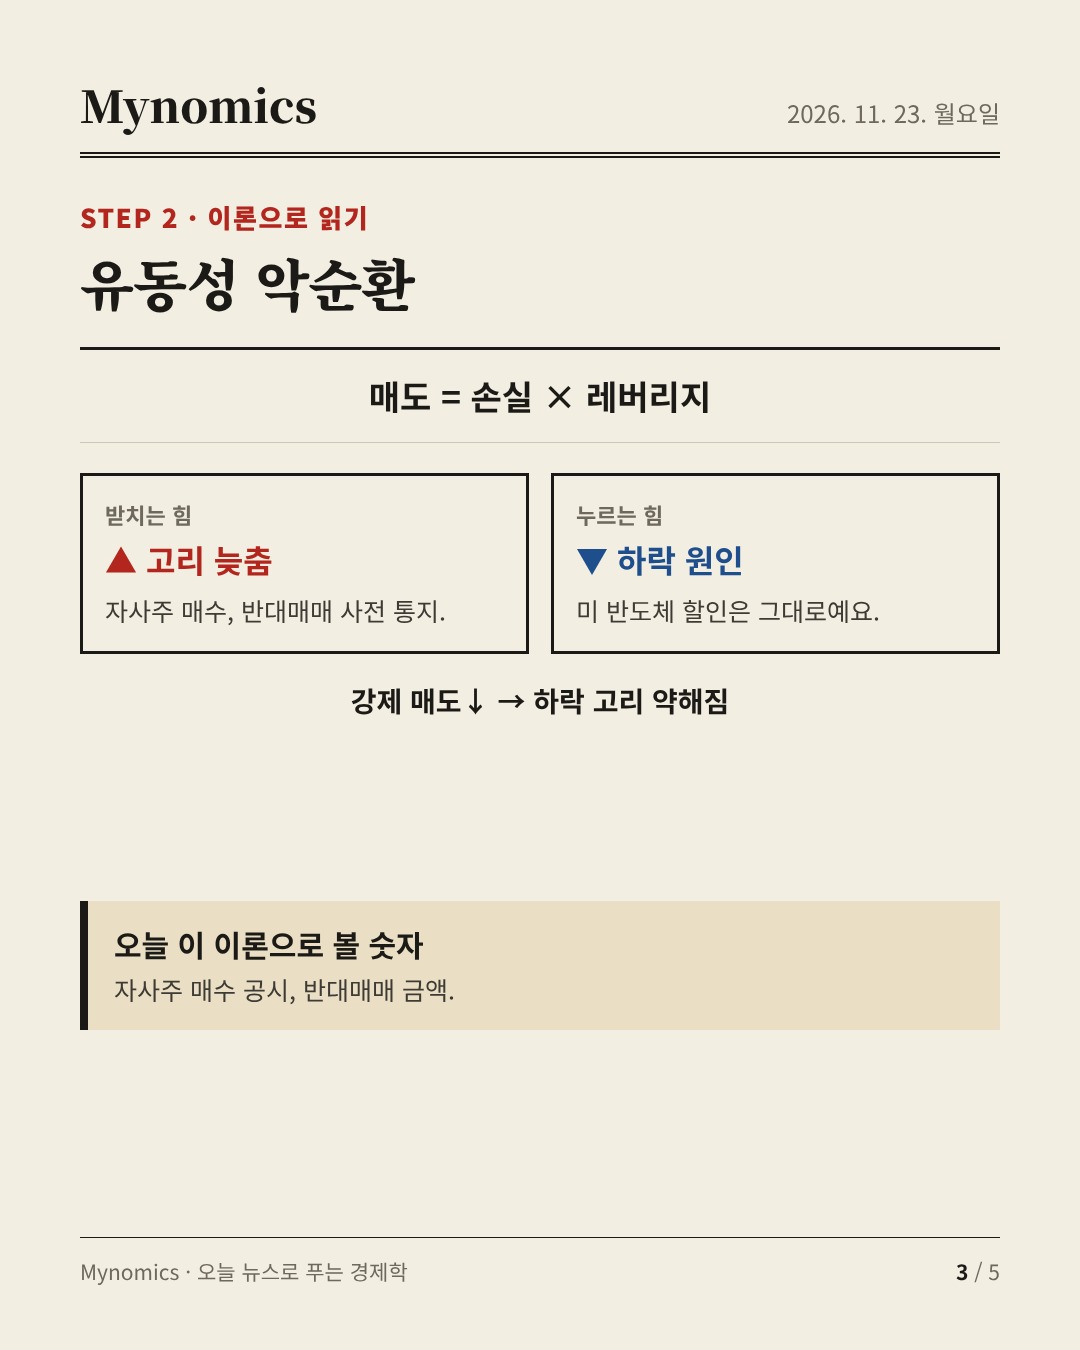 Mynomics
2026. 11. 23. 월요일
STEP 2 · 이론으로 읽기
유동성 악순환
매도 = 손실 × 레버리지
받치는 힘
▲ 고리 늦춤
자사주 매수, 반대매매 사전 통지.
누르는 힘
▼ 하락 원인
미 반도체 할인은 그대로예요.
강제 매도↓ → 하락 고리 약해짐
오늘 이 이론으로 볼 숫자
자사주 매수 공시, 반대매매 금액.
Mynomics · 오늘 뉴스로 푸는 경제학
3 / 5